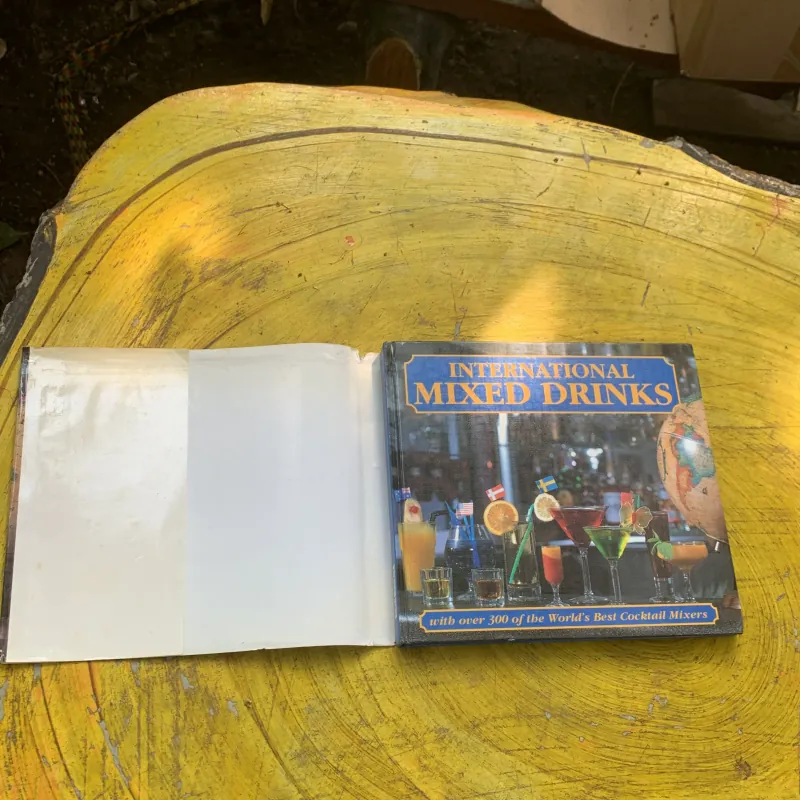 INTERNATIONAL
MIXED DRINKS
with over 300 of the World's Best Cocktail Mixers